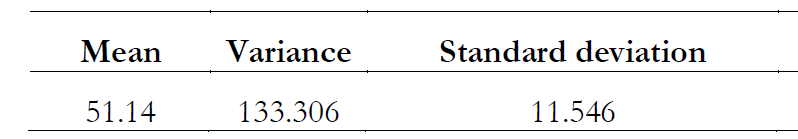 Mean Variance Standard deviation
51.14 133.306 11.546